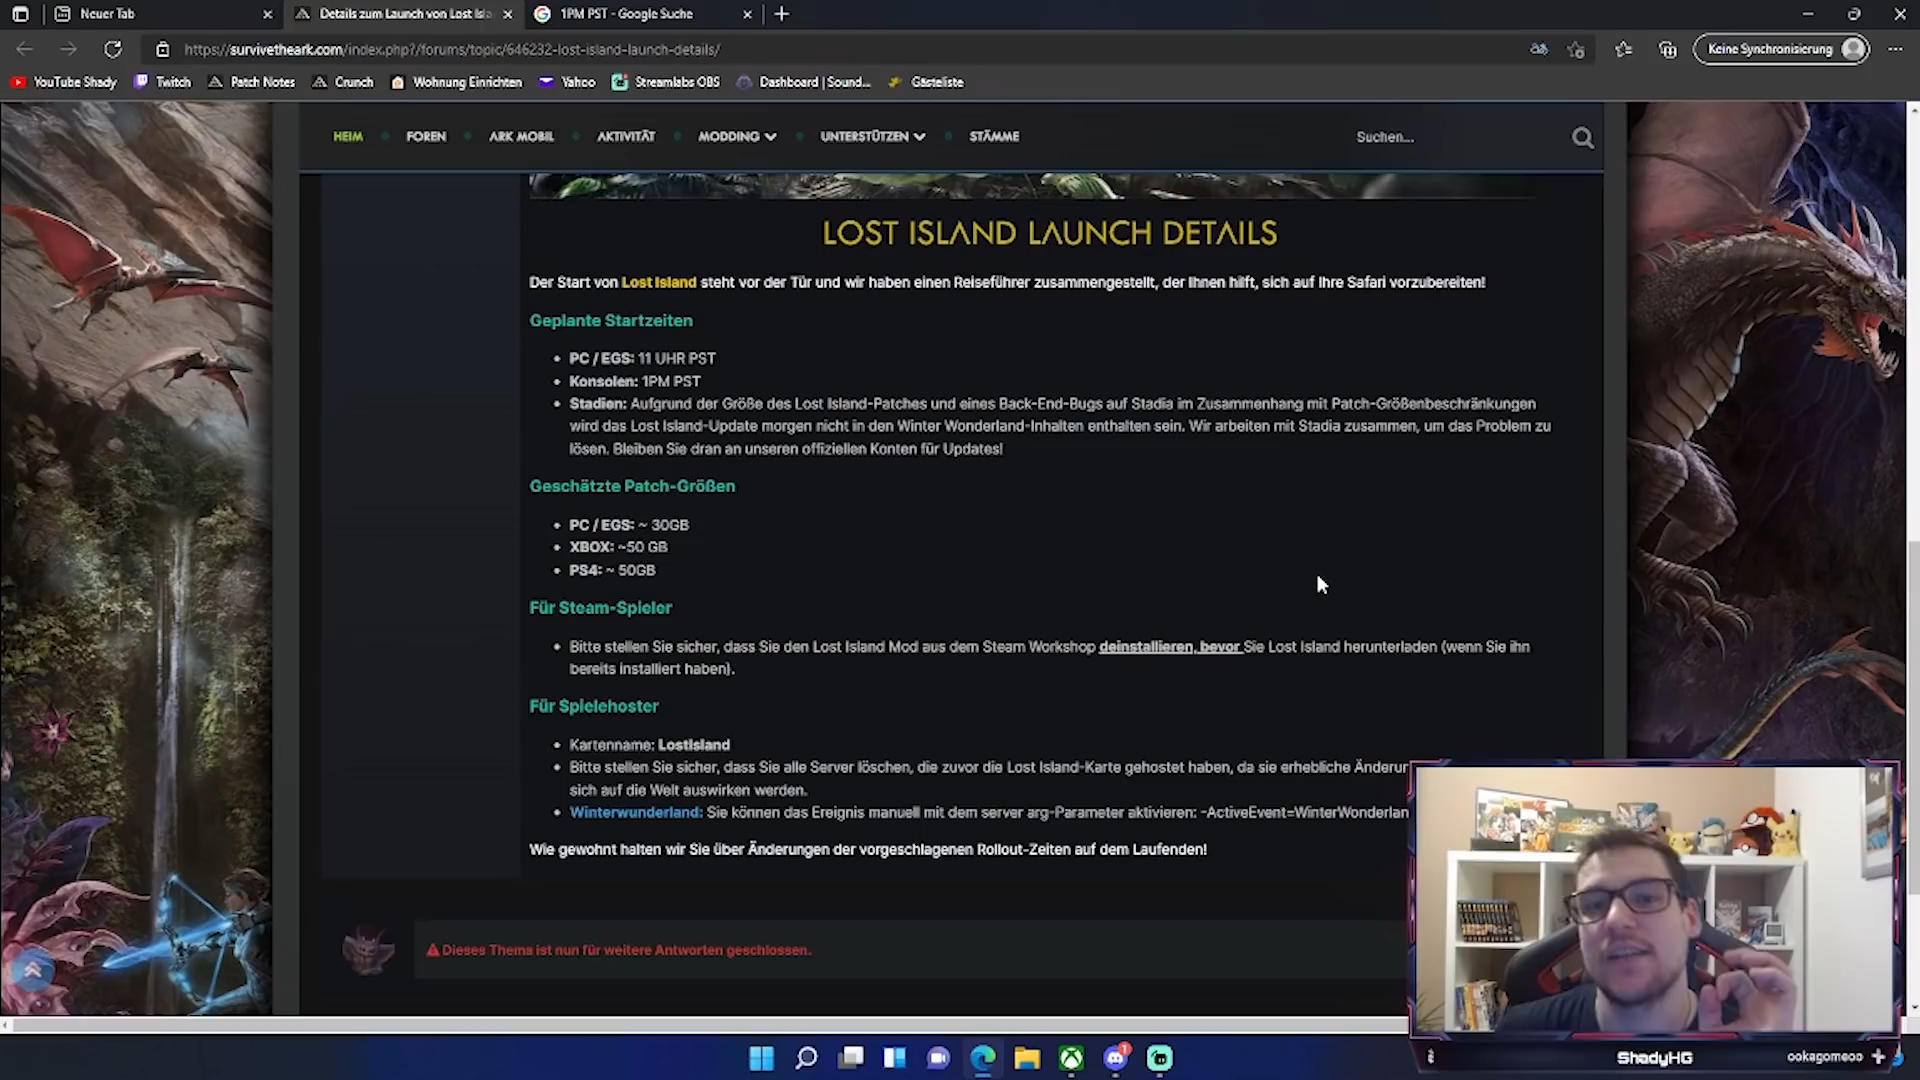 Neuer Tab
Details zum Launch von Lost Isla
1PM PST - Google Suche
https://survivetheark.com/index.php?/forums/topic/646232-lost-island-launch-details/
Keine Synchronisierung
YouTube Shady
Twitch
Patch Notes
Crunch
Wohnung Einrichten
Yahoo
Streamlabs OBS
Dashboard | Sound...
Gästeliste
HEIM
FOREN
ARK MOBIL
AKTIVITÄT
MODDING
UNTERSTÜTZEN
STÄMME
Suchen...
LOST ISLAND LAUNCH DETAILS
Der Start von Lost Island steht vor der Tür und wir haben einen Reiseführer zusammengestellt, der Ihnen hilft, sich auf Ihre Safari vorzubereiten!
Geplante Startzeiten
PC / EGS: 11 UHR PST
Konsolen: 1PM PST
Stadien: Aufgrund der Größe des Lost Island-Patches und eines Back-End-Bugs auf Stadia im Zusammenhang mit Patch-Größenbeschränkungen
wird das Lost Island-Update morgen nicht in den Winter Wonderland-Inhalten enthalten sein. Wir arbeiten mit Stadia zusammen, um das Problem zu
lösen. Bleiben Sie dran an unseren offiziellen Konten für Updates!
Geschätzte Patch-Größen
PC / EGS: ~ 30GB
XBOX: ~50 GB
PS4: ~ 50GB
Für Steam-Spieler
Bitte stellen Sie sicher, dass Sie den Lost Island Mod aus dem Steam Workshop deinstallieren, bevor Sie Lost Island herunterladen (wenn Sie ihn
bereits installiert haben).
Für Spielehoster
Kartenname: LostIsland
Bitte stellen Sie sicher, dass Sie alle Server löschen, die zuvor die Lost Island-Karte gehostet haben, da sie erhebliche Änderun
sich auf die Welt auswirken werden.
Winterwunderland: Sie können das Ereignis manuell mit dem server arg-Parameter aktivieren: -ActiveEvent=WinterWonderlan
Wie gewohnt halten wir Sie über Änderungen der vorgeschlagenen Rollout-Zeiten auf dem Laufenden!
Dieses Thema ist nun für weitere Antworten geschlossen.
1
ShadyHG
ookagomeoo